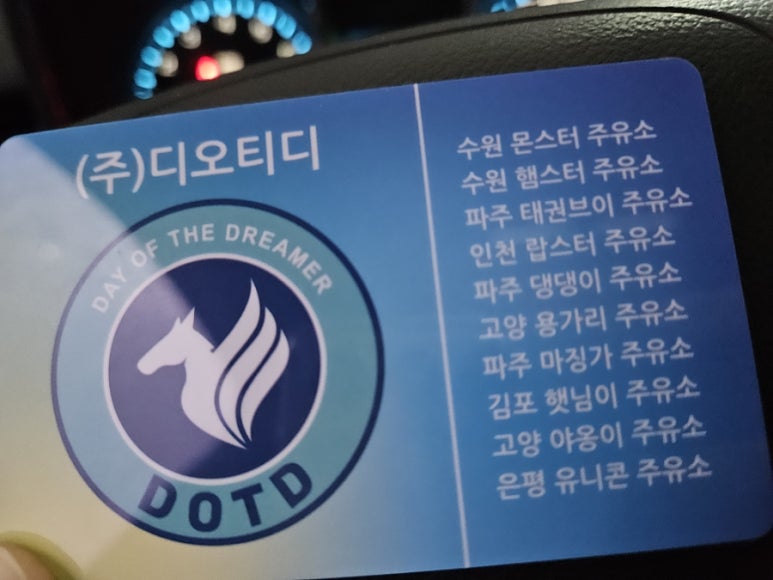 (주)디오티디
DAY OF THE DREAMER
DOTD
수원 몬스터 주유소
수원 햄스터 주유소
파주 태권브이 주유소
인천 랍스터 주유소
파주 댕댕이 주유소
고양 용가리 주유소
파주 마징가 주유소
김포 햇님이 주유소
고양 야옹이 주유소
은평 유니콘 주유소